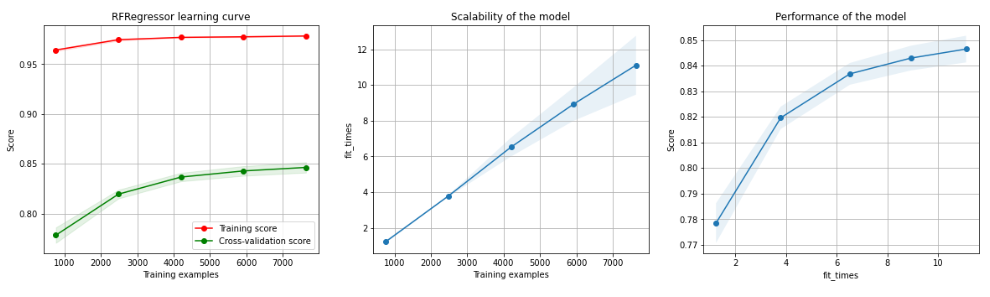 RFRegressor learning curve
Score
0.95
0.90
0.85
0.80
Training score
Cross-validation score
1000 2000 3000 4000 5000 6000 7000
Training examples
Scalability of the model
fit_times
12
10
8
6
4
2
1000 2000 3000 4000 5000 6000 7000
Training examples
Performance of the model
Score
0.85
0.84
0.83
0.82
0.81
0.80
0.79
0.78
0.77
2 4 6 8 10
fit_times